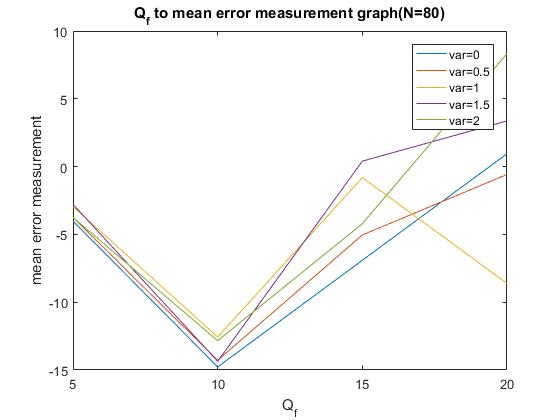 Q_f to mean error measurement graph(N=80)
10
5
0
-5
-10
-15
mean error measurement
5
10
15
20
Q_f
var=0
var=0.5
var=1
var=1.5
var=2